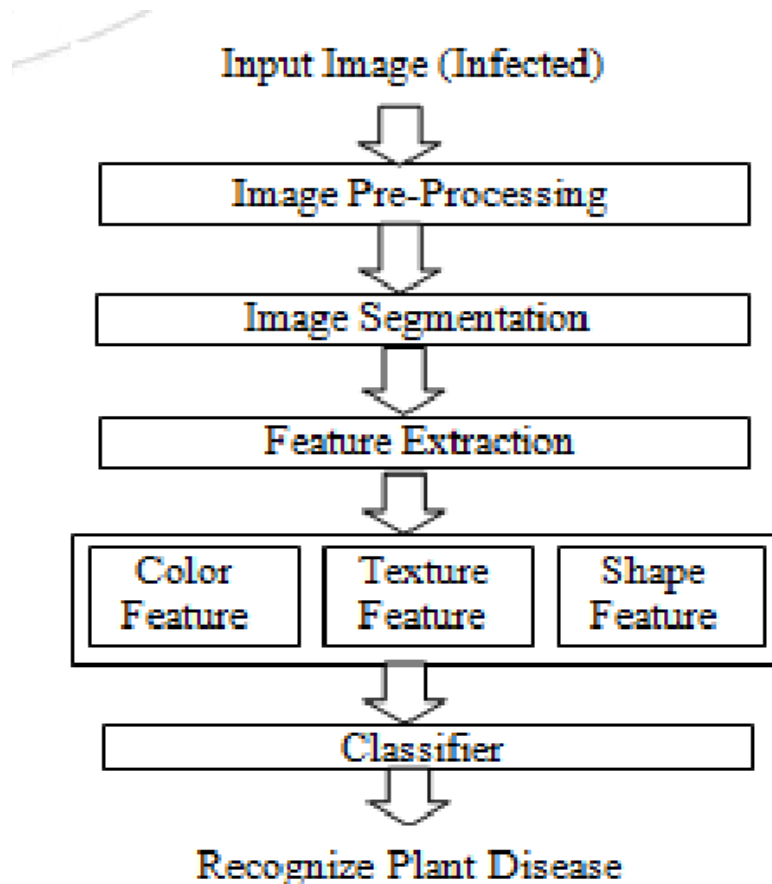 Input Image (Infected)
Image Pre-Processing
Image Segmentation
Feature Extraction
Color
Feature
Texture
Feature
Shape
Feature
Classifier
Recognize Plant Disease